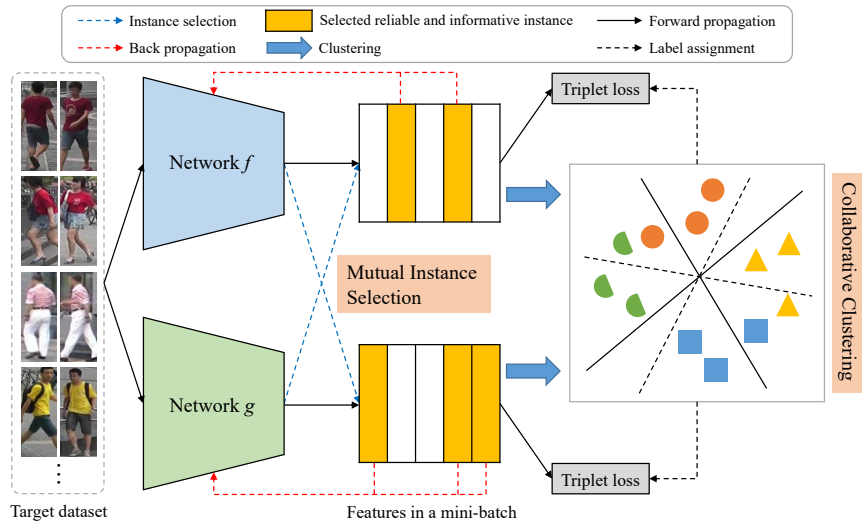 Instance selection
Selected reliable and informative instance
Forward propagation
Back propagation
Clustering
Label assignment
Triplet loss
Network f
Mutual Instance
Selection
Collaborative Clustering
Network g
Triplet loss
Target dataset
Features in a mini-batch